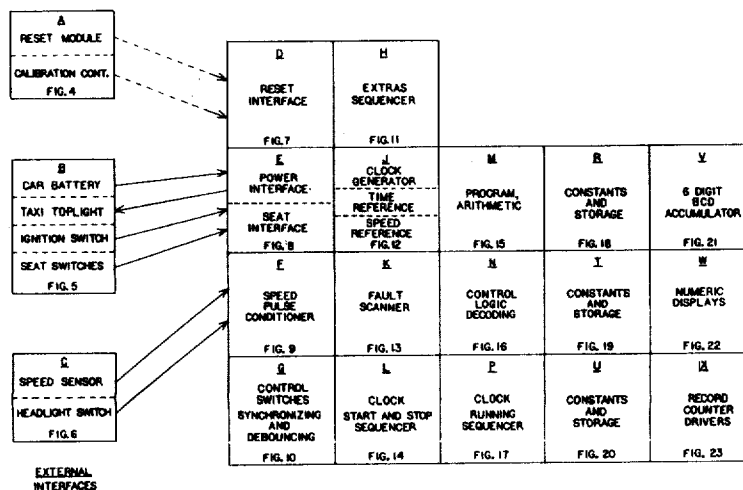 A
RESET MODULE
CALIBRATION CONT.
FIG. 4
B
CAR BATTERY
TAXI TOPLIGHT
IGNITION SWITCH
SEAT SWITCHES
FIG. 5
C
SPEED SENSOR
HEADLIGHT SWITCH
FIG. 6
EXTERNAL
INTERFACES
D
RESET
INTERFACE
FIG. 7
H
EXTRAS
SEQUENCER
FIG. 11
E
POWER
INTERFACE
SEAT
INTERFACE
FIG. 8
J
CLOCK
GENERATOR
TIME
REFERENCE
SPEED
REFERENCE
FIG. 12
M
PROGRAM,
ARITHMETIC
FIG. 15
R
CONSTANTS
AND
STORAGE
FIG. 18
V
6 DIGIT
BCD
ACCUMULATOR
FIG. 21
F
SPEED
PULSE
CONDITIONER
FIG. 9
K
FAULT
SCANNER
FIG. 13
N
CONTROL
LOGIC
DECODING
FIG. 16
T
CONSTANTS
AND
STORAGE
FIG. 19
W
NUMERIC
DISPLAYS
FIG. 22
G
CONTROL
SWITCHES
SYNCHRONIZING
AND
DEBOUNCING
FIG. 10
L
CLOCK
START AND STOP
SEQUENCER
FIG. 14
P
CLOCK
RUNNING
SEQUENCER
FIG. 17
U
CONSTANTS
AND
STORAGE
FIG. 20
X
RECORD
COUNTER
DRIVERS
FIG. 23